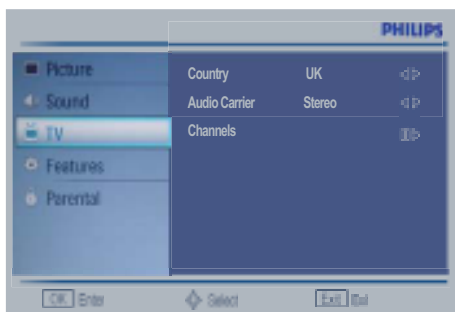 PHILIPS
Picture
Sound
TV
Features
Parental
Country UK
Audio Carrier Stereo
Channels
OK Enter Select Exit Exit